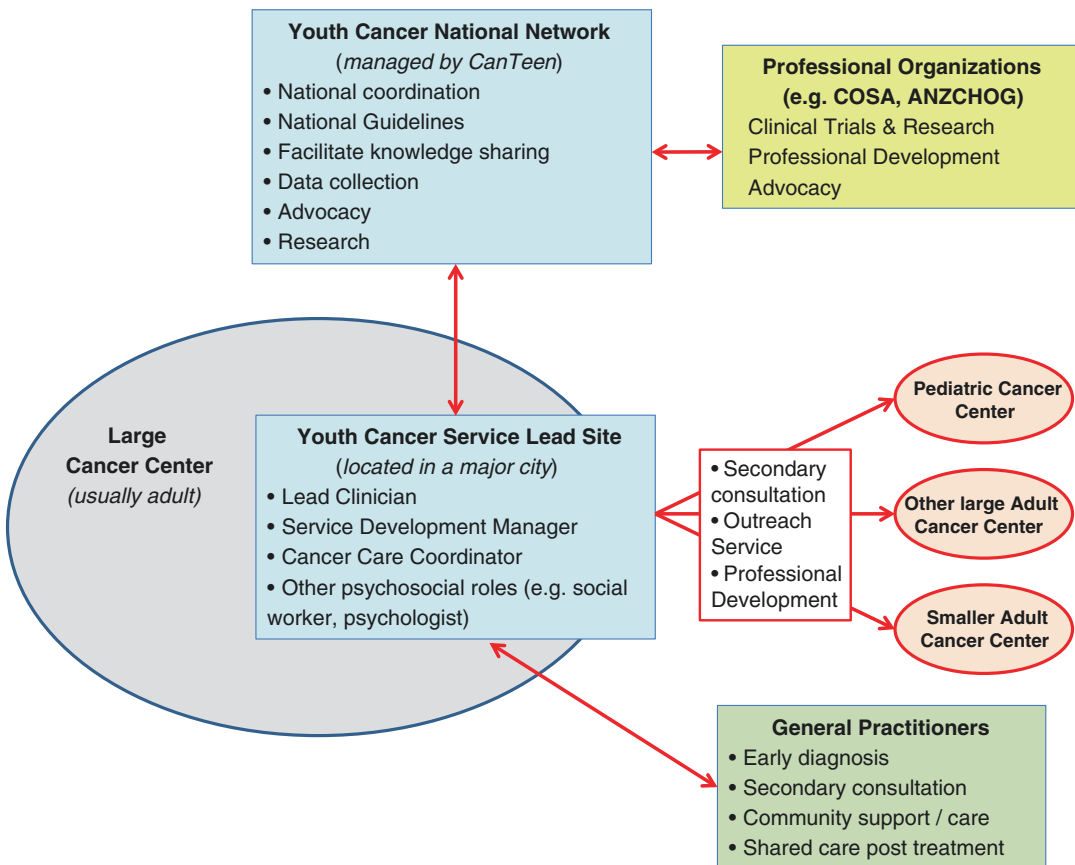 Youth Cancer National Network
(managed by CanTeen)
• National coordination
• National Guidelines
• Facilitate knowledge sharing
• Data collection
• Advocacy
• Research
Professional Organizations
(e.g. COSA, ANZCHOG)
Clinical Trials & Research
Professional Development
Advocacy
Large
Cancer Center
(usually adult)
Youth Cancer Service Lead Site
(located in a major city)
• Lead Clinician
• Service Development Manager
• Cancer Care Coordinator
• Other psychosocial roles (e.g. social
worker, psychologist)
• Secondary
consultation
• Outreach
Service
• Professional
Development
Pediatric Cancer
Center
Other large Adult
Cancer Center
Smaller Adult
Cancer Center
General Practitioners
• Early diagnosis
• Secondary consultation
• Community support / care
• Shared care post treatment